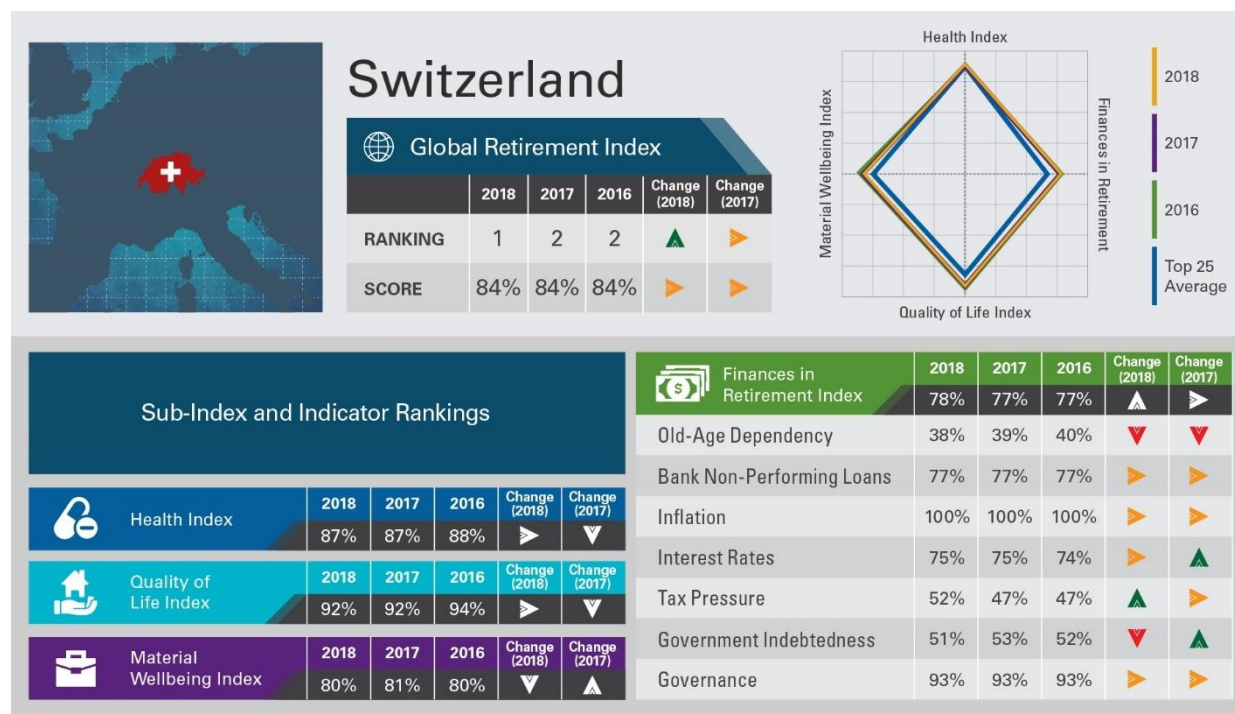 Switzerland
Global Retirement Index
2018 2017 2016 Change (2018) Change (2017)
RANKING 1 2 2
SCORE 84% 84% 84%
Health Index
Material Wellbeing Index
Finances in Retirement
Quality of Life Index
2018
2017
2016
Top 25
Average
Sub-Index and Indicator Rankings
Health Index
2018 2017 2016 Change (2018) Change (2017)
87% 87% 88%
Quality of
Life Index
2018 2017 2016 Change (2018) Change (2017)
92% 92% 94%
Material
Wellbeing Index
2018 2017 2016 Change (2018) Change (2017)
80% 81% 80%
$
Finances in
Retirement Index
2018 2017 2016 Change (2018) Change (2017)
78% 77% 77%
Old-Age Dependency 38% 39% 40%
Bank Non-Performing Loans 77% 77% 77%
Inflation 100% 100% 100%
Interest Rates 75% 75% 74%
Tax Pressure 52% 47% 47%
Government Indebtedness 51% 53% 52%
Governance 93% 93% 93%